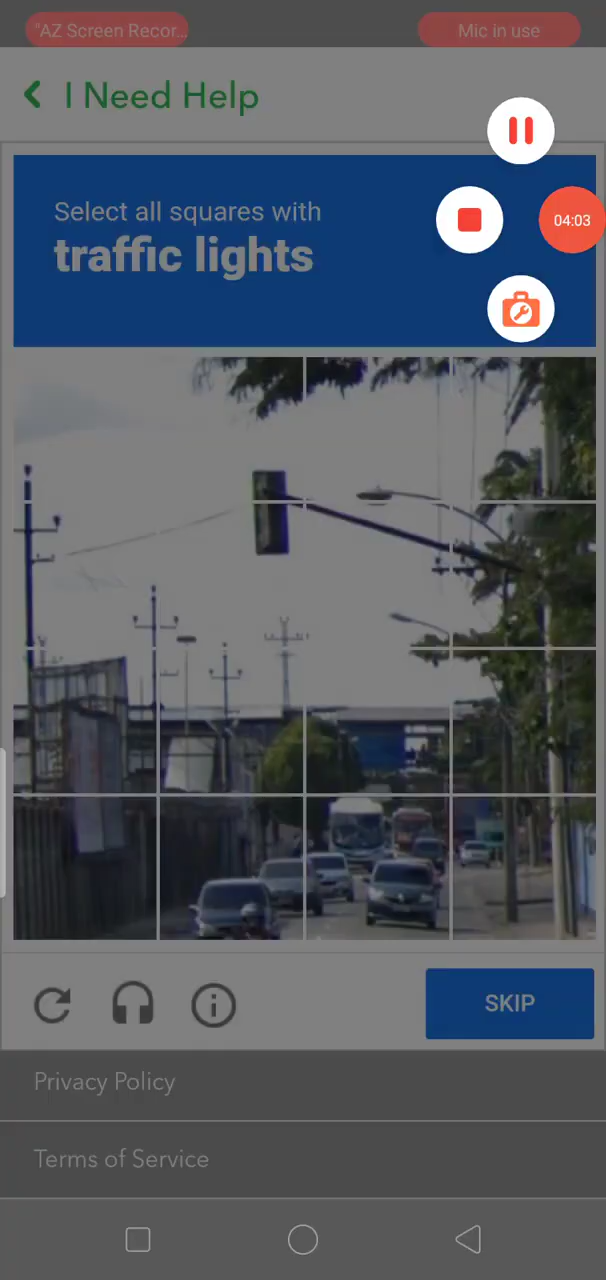 "AZ Screen Recor...
Mic in use
I Need Help
Select all squares with
traffic lights
04:03
SKIP
Privacy Policy
Terms of Service